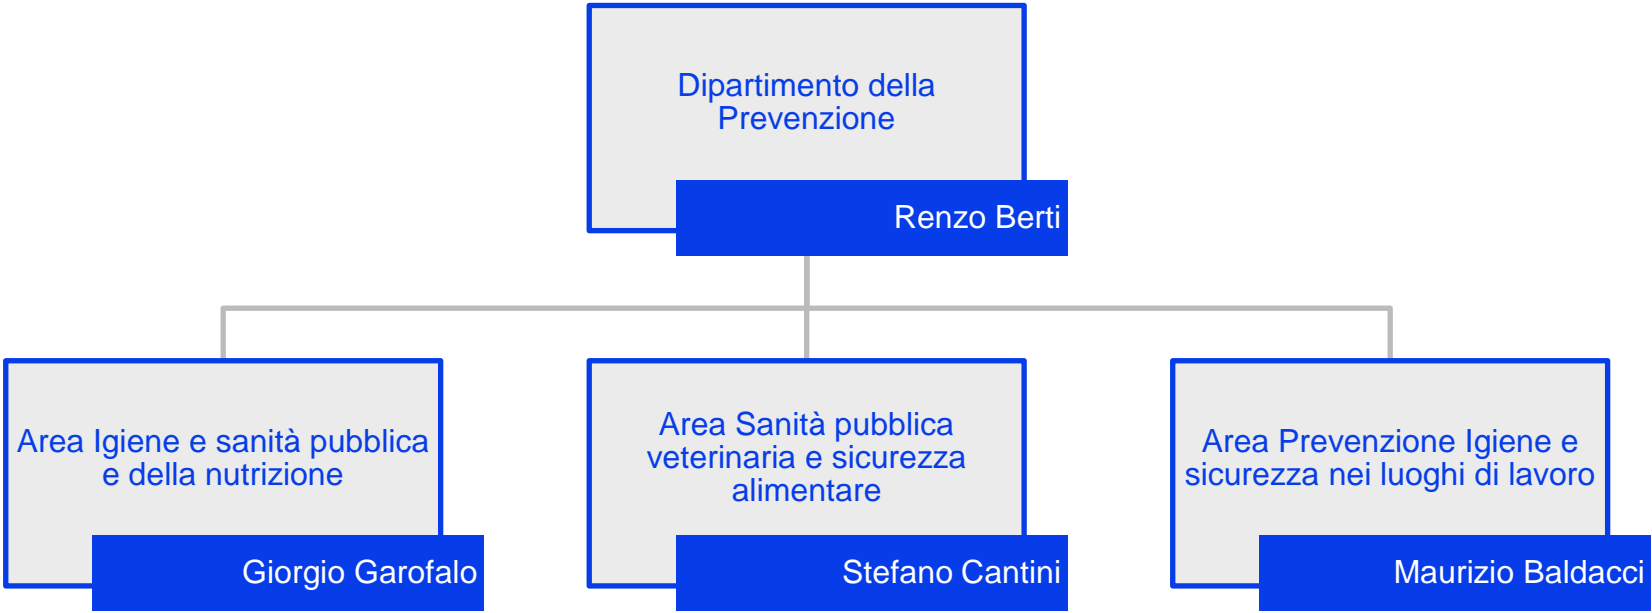 Dipartimento della
Prevenzione
Renzo Berti
Area Igiene e sanità pubblica
e della nutrizione
Giorgio Garofalo
Area Sanità pubblica
veterinaria e sicurezza
alimentare
Stefano Cantini
Area Prevenzione Igiene e
sicurezza nei luoghi di lavoro
Maurizio Baldacci